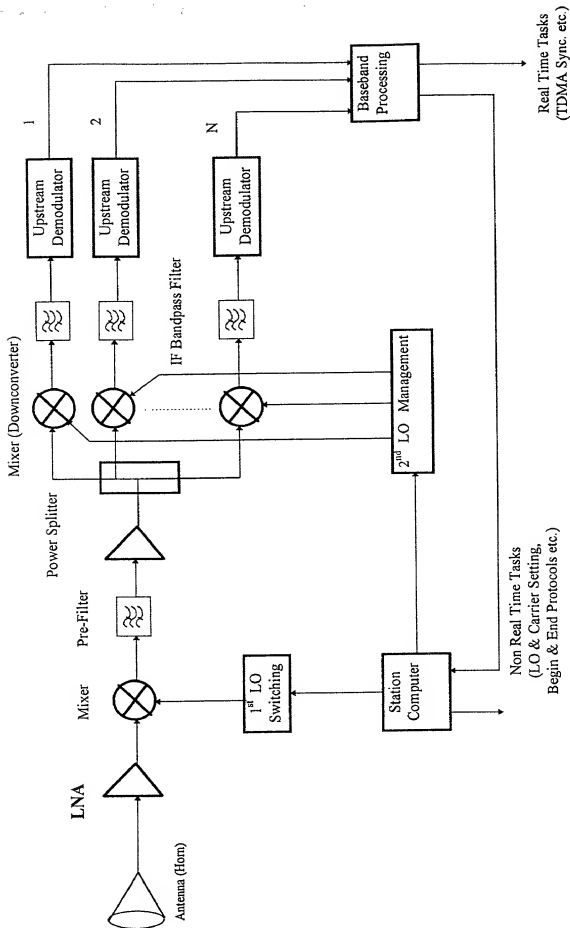 Antenna (Horn)
LNA
Mixer
Pre-Filter
Power Splitter
Mixer (Downconverter)
IF Bandpass Filter
Upstream
Demodulator
1
Upstream
Demodulator
2
Upstream
Demodulator
N
1st LO
Switching
2nd LO Management
Station
Computer
Baseband
Processing
Non Real Time Tasks
(LO & Carrier Setting,
Begin & End Protocols etc.)
Real Time Tasks
(TDMA Sync. etc.)